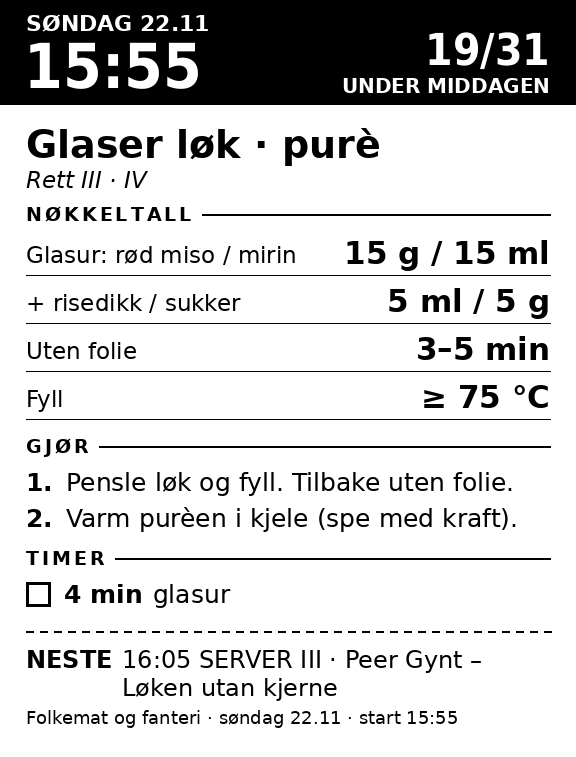 SØNDAG 22.11
15:55
19/31
UNDER MIDDAGEN
Glaser løk · purè
Rett III · IV
NØKKELTALL
Glasur: rød miso / mirin 15 g / 15 ml
+ risedikk / sukker 5 ml / 5 g
Uten folie 3–5 min
Fyll ≥ 75 °C
GJØR
1. Pensle løk og fyll. Tilbake uten folie.
2. Varm purèen i kjele (spe med kraft).
TIMER
☐ 4 min glasur
NESTE 16:05 SERVER III · Peer Gynt –
Løken utan kjerne
Folkemat og fanteri · søndag 22.11 · start 15:55